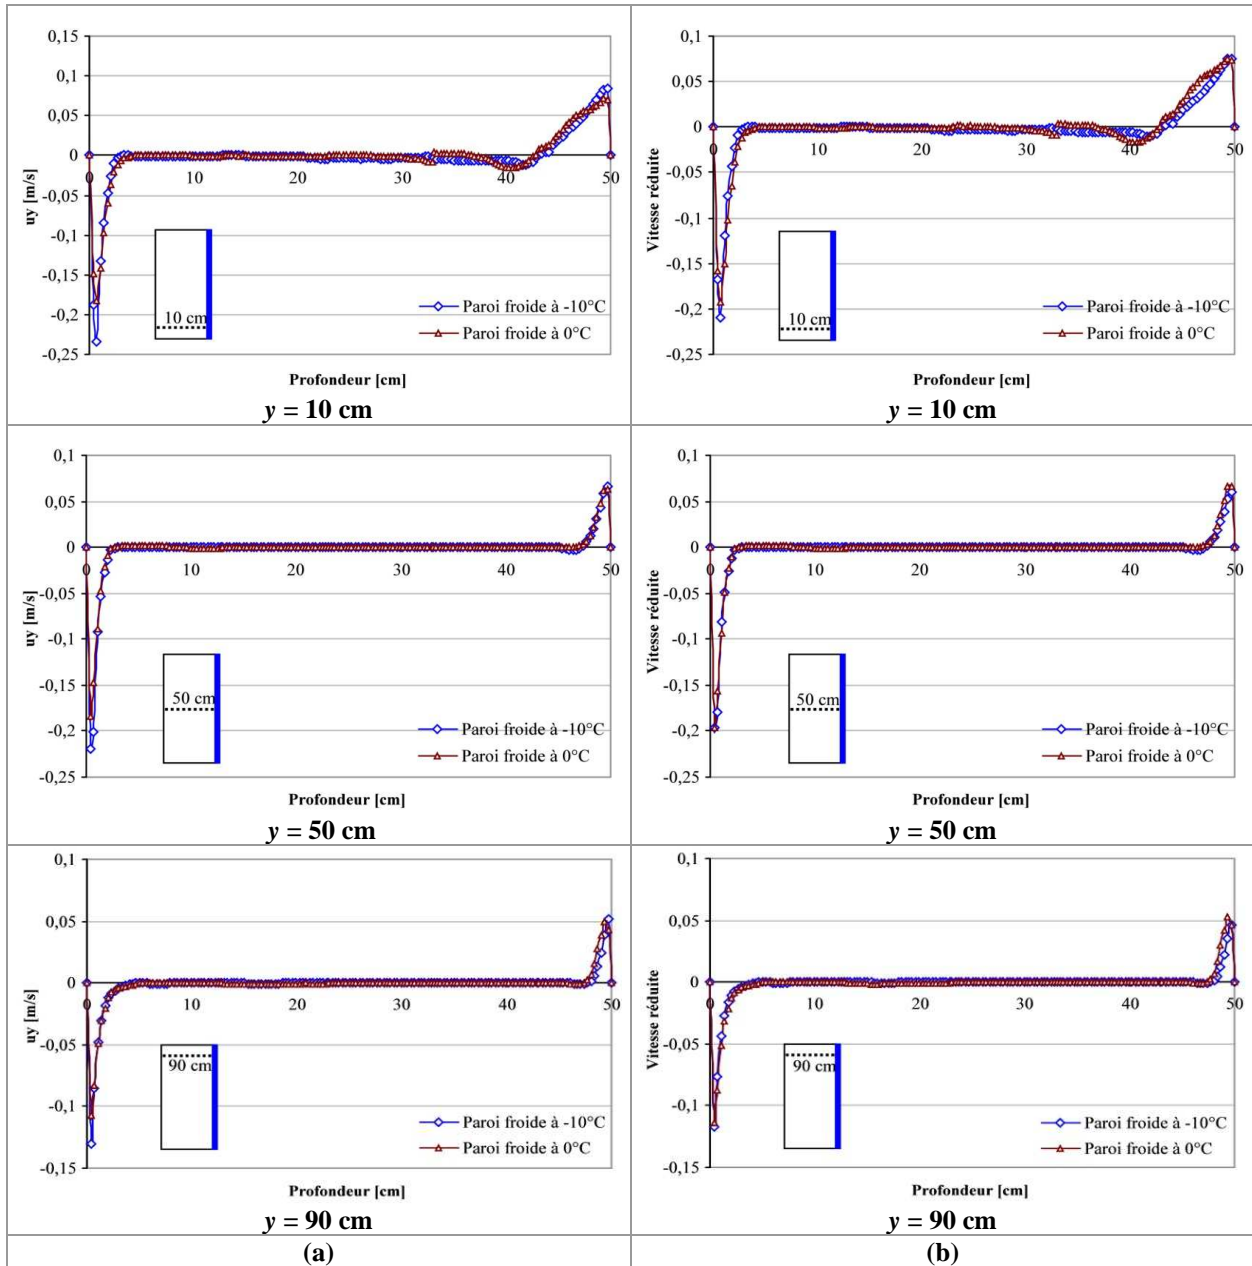 0,15
0,1
0,05
0
-0,05
-0,1
-0,15
-0,2
-0,25
uy [m/s]
0 10 20 30 40 50
10 cm
Paroi froide à -10°C
Paroi froide à 0°C
Profondeur [cm]
y = 10 cm
0,1
0,05
0
-0,05
-0,1
-0,15
-0,2
-0,25
Vitesse réduite
0 10 20 30 40 50
10 cm
Paroi froide à -10°C
Paroi froide à 0°C
Profondeur [cm]
y = 10 cm
0,1
0,05
0
-0,05
-0,1
-0,15
-0,2
-0,25
uy [m/s]
0 10 20 30 40 50
50 cm
Paroi froide à -10°C
Paroi froide à 0°C
Profondeur [cm]
y = 50 cm
0,1
0,05
0
-0,05
-0,1
-0,15
-0,2
-0,25
Vitesse réduite
0 10 20 30 40 50
50 cm
Paroi froide à -10°C
Paroi froide à 0°C
Profondeur [cm]
y = 50 cm
0,1
0,05
0
-0,05
-0,1
-0,15
uy [m/s]
0 10 20 30 40 50
90 cm
Paroi froide à -10°C
Paroi froide à 0°C
Profondeur [cm]
y = 90 cm
0,1
0,05
0
-0,05
-0,1
-0,15
Vitesse réduite
0 10 20 30 40 50
90 cm
Paroi froide à -10°C
Paroi froide à 0°C
Profondeur [cm]
y = 90 cm
(a)
(b)